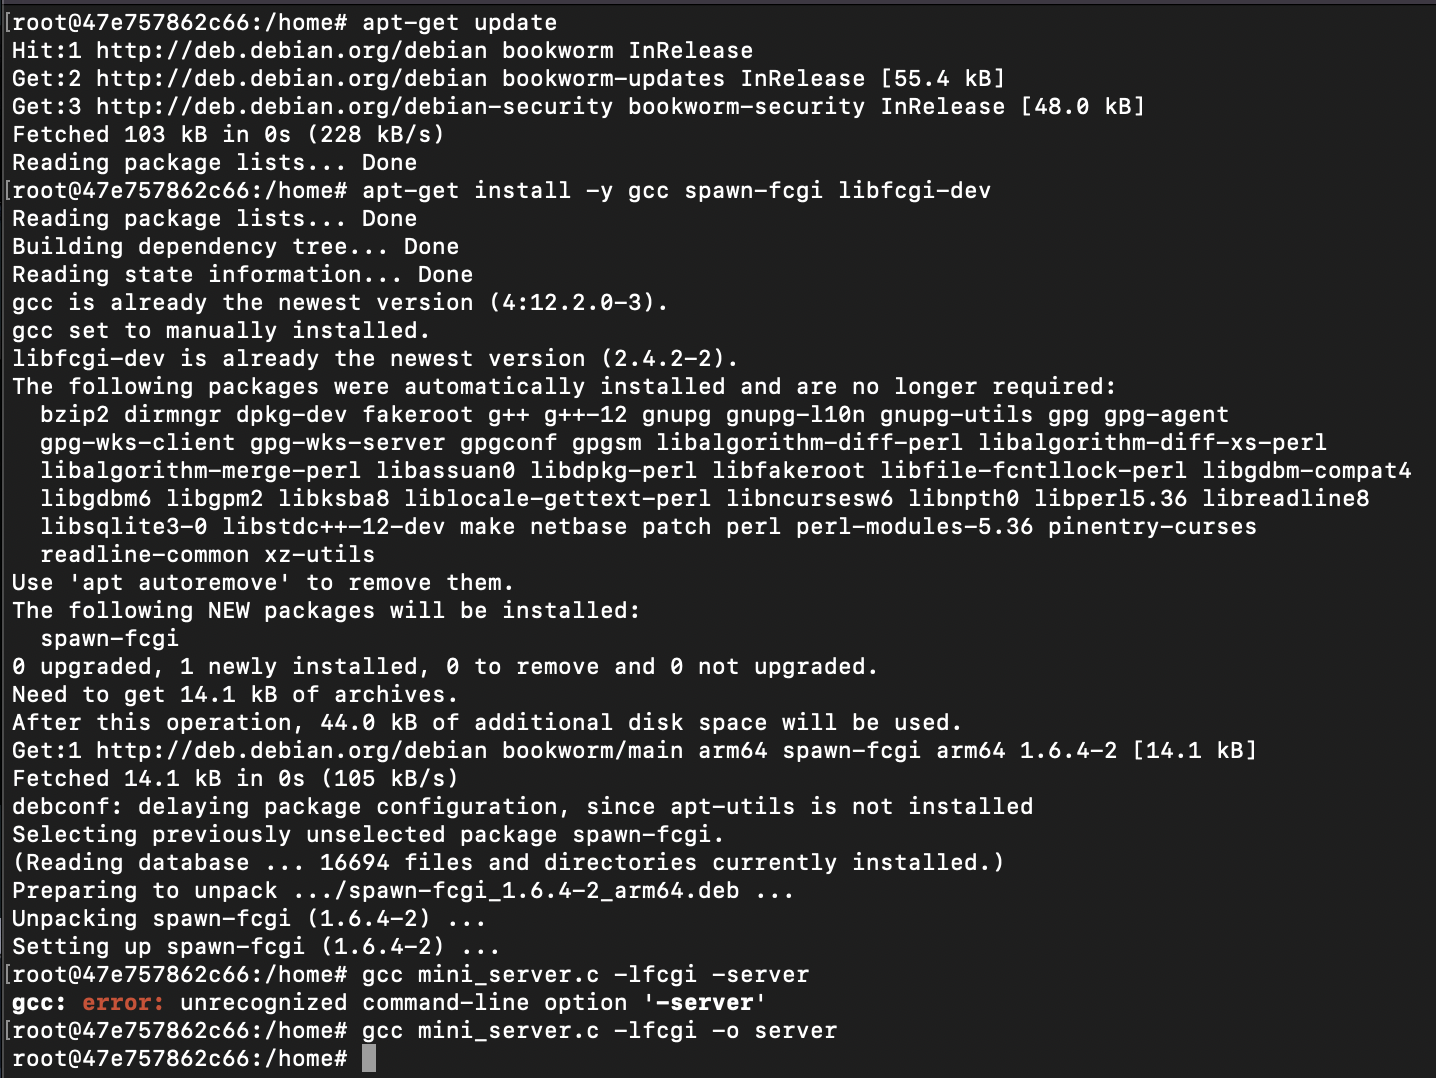 [root@47e757862c66:/home# apt-get update
Hit:1 http://deb.debian.org/debian bookworm InRelease
Get:2 http://deb.debian.org/debian bookworm-updates InRelease [55.4 kB]
Get:3 http://deb.debian.org/debian-security bookworm-security InRelease [48.0 kB]
Fetched 103 kB in 0s (228 kB/s)
Reading package lists... Done
[root@47e757862c66:/home# apt-get install -y gcc spawn-fcgi libfcgi-dev
Reading package lists... Done
Building dependency tree... Done
Reading state information... Done
gcc is already the newest version (4:12.2.0-3).
gcc set to manually installed.
libfcgi-dev is already the newest version (2.4.2-2).
The following packages were automatically installed and are no longer required:
  bzip2 dirmngr dpkg-dev fakeroot g++ g++-12 gnupg gnupg-l10n gnupg-utils gpg gpg-agent
  gpg-wks-client gpg-wks-server gpgconf gpgsm libalgorithm-diff-perl libalgorithm-diff-xs-perl
  libalgorithm-merge-perl libassuan0 libdpkg-perl libfakeroot libfile-fcntllock-perl libgdbm-compat4
  libgdbm6 libgpm2 libksba8 liblocale-gettext-perl libncursesw6 libnpth0 libperl5.36 libreadline8
  libsqlite3-0 libstdc++-12-dev make netbase patch perl perl-modules-5.36 pinentry-curses
  readline-common xz-utils
Use 'apt autoremove' to remove them.
The following NEW packages will be installed:
  spawn-fcgi
0 upgraded, 1 newly installed, 0 to remove and 0 not upgraded.
Need to get 14.1 kB of archives.
After this operation, 44.0 kB of additional disk space will be used.
Get:1 http://deb.debian.org/debian bookworm/main arm64 spawn-fcgi arm64 1.6.4-2 [14.1 kB]
Fetched 14.1 kB in 0s (105 kB/s)
debconf: delaying package configuration, since apt-utils is not installed
Selecting previously unselected package spawn-fcgi.
(Reading database ... 16694 files and directories currently installed.)
Preparing to unpack .../spawn-fcgi_1.6.4-2_arm64.deb ...
Unpacking spawn-fcgi (1.6.4-2) ...
Setting up spawn-fcgi (1.6.4-2) ...
[root@47e757862c66:/home# gcc mini_server.c -lfcgi -server
gcc: error: unrecognized command-line option '-server'
[root@47e757862c66:/home# gcc mini_server.c -lfcgi -o server
root@47e757862c66:/home#